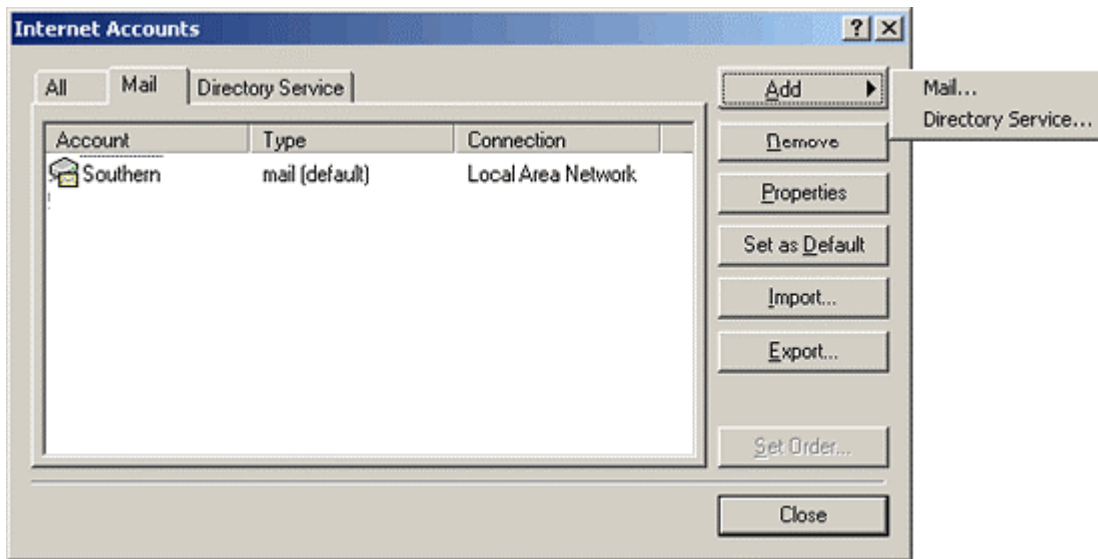 Internet Accounts
All Mail Directory Service
Add
Mail...
Directory Service...
Account Type Connection
Remove
Southern mail (default) Local Area Network
Properties
Set as Default
Import...
Export...
Set Order...
Close